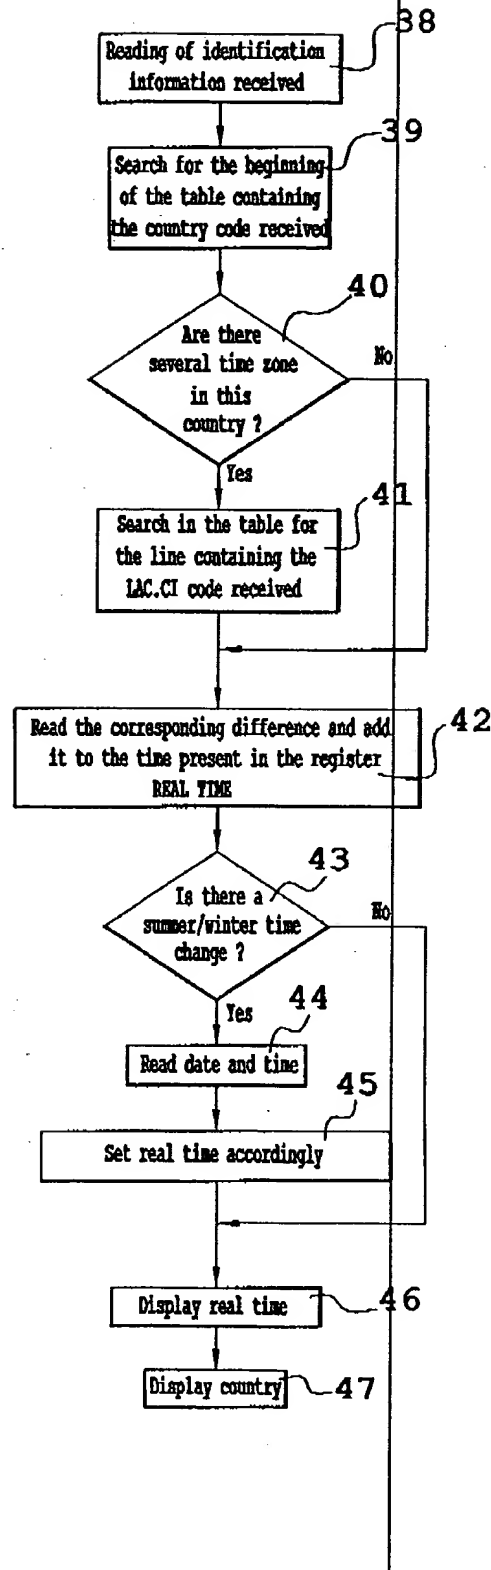 38
Reading of identification
information received
39
Search for the beginning
of the table containing
the country code received
40
Are there
several time zone
in this
country ?
No
Yes
41
Search in the table for
the line containing the
LAC.CI code received
42
Read the corresponding difference and add
it to the time present in the register
REAL TIME
43
Is there a
summer/winter time
change ?
No
Yes
44
Read date and time
45
Set real time accordingly
46
Display real time
47
Display country